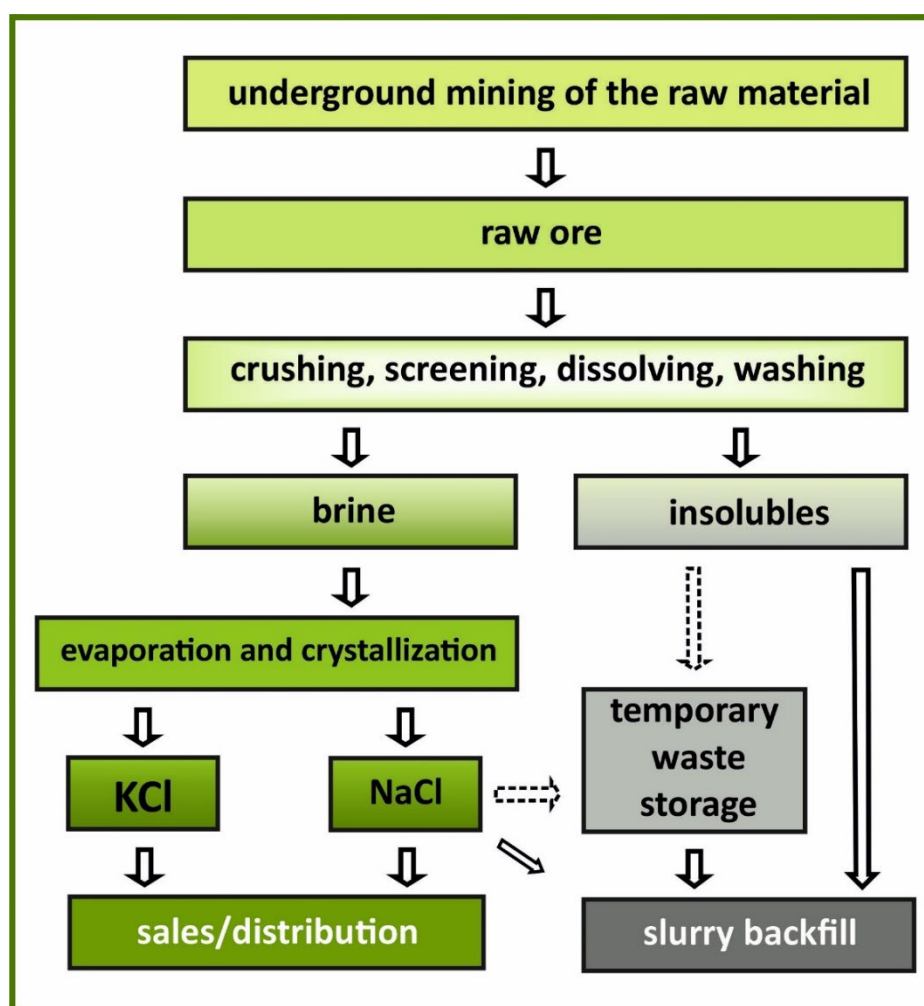 underground mining of the raw material
raw ore
crushing, screening, dissolving, washing
brine
insolubles
evaporation and crystallization
temporary
waste
storage
KCl
NaCl
sales/distribution
slurry backfill